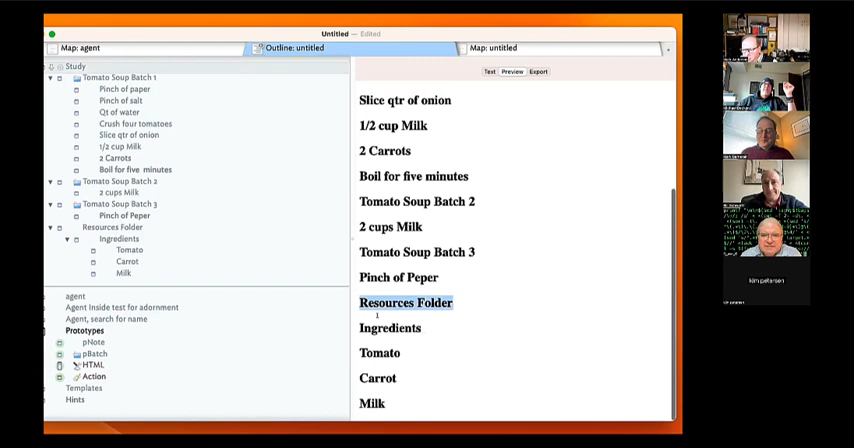 Untitled — Edited
Map: agent
Outline: untitled
Map: untitled
Study
Tomato Soup Batch 1
Pinch of paper
Pinch of salt
Qt of water
Crush four tomatoes
Slice qtr of onion
1/2 cup Milk
2 Carrots
Boil for five minutes
Tomato Soup Batch 2
2 cups Milk
Tomato Soup Batch 3
Pinch of Peper
Resources Folder
Ingredients
Tomato
Carrot
Milk
agent
Agent Inside test for adornment
Agent, search for name
Prototypes
pNote
pBatch
HTML
Action
Templates
Hints
Text Preview Export
Slice qtr of onion
1/2 cup Milk
2 Carrots
Boil for five minutes
Tomato Soup Batch 2
2 cups Milk
Tomato Soup Batch 3
Pinch of Peper
Resources Folder
Ingredients
Tomato
Carrot
Milk
kim petersen